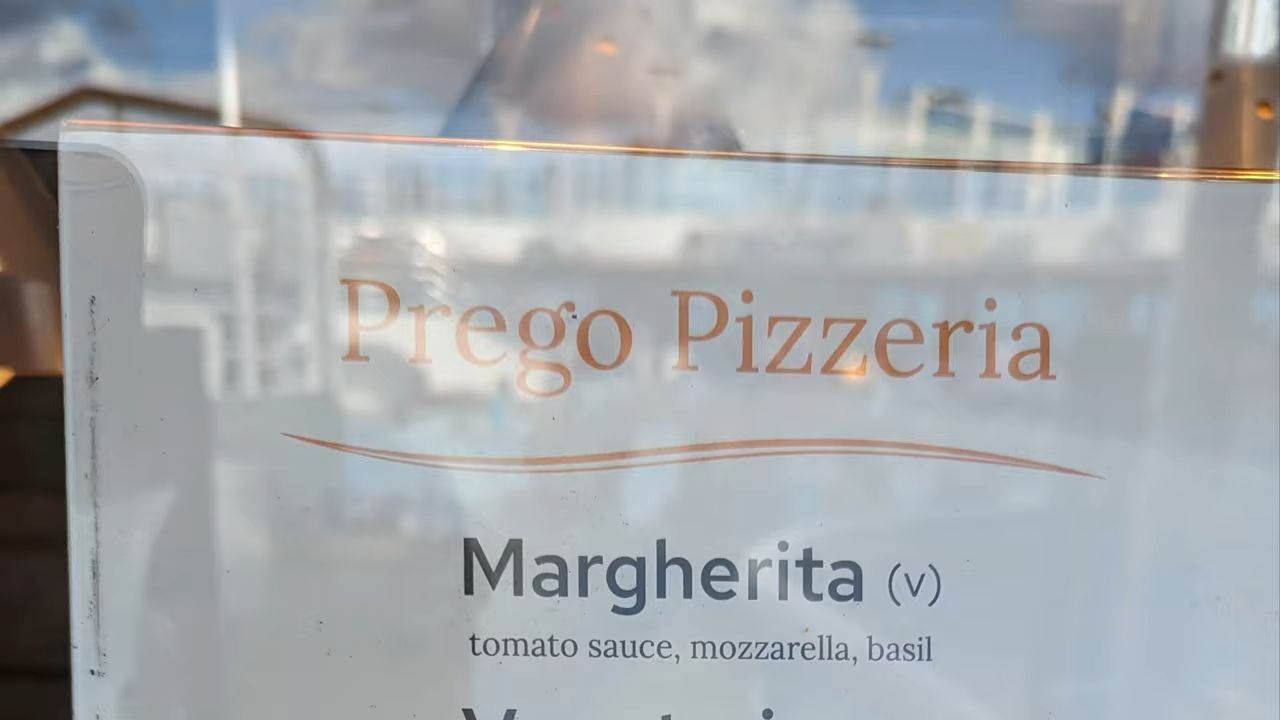 Prego Pizzeria
Margherita (v)
tomato sauce, mozzarella, basil